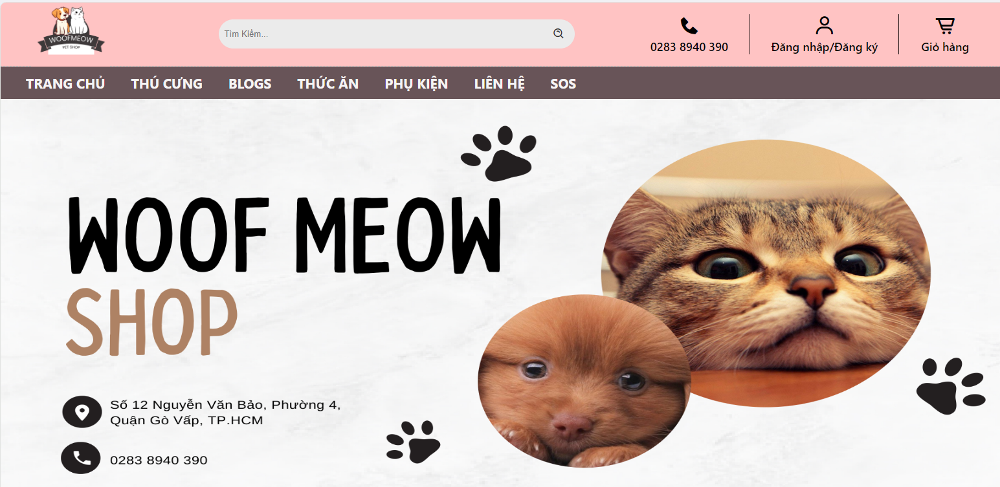 WOOFMEOW
PET SHOP
Tìm Kiếm...
0283 8940 390
Đăng nhập/Đăng ký
Giỏ hàng
TRANG CHỦ THÚ CƯNG BLOGS THỨC ĂN PHỤ KIỆN LIÊN HỆ SOS
WOOF MEOW
SHOP
Số 12 Nguyễn Văn Bảo, Phường 4,
Quận Gò Vấp, TP.HCM
0283 8940 390